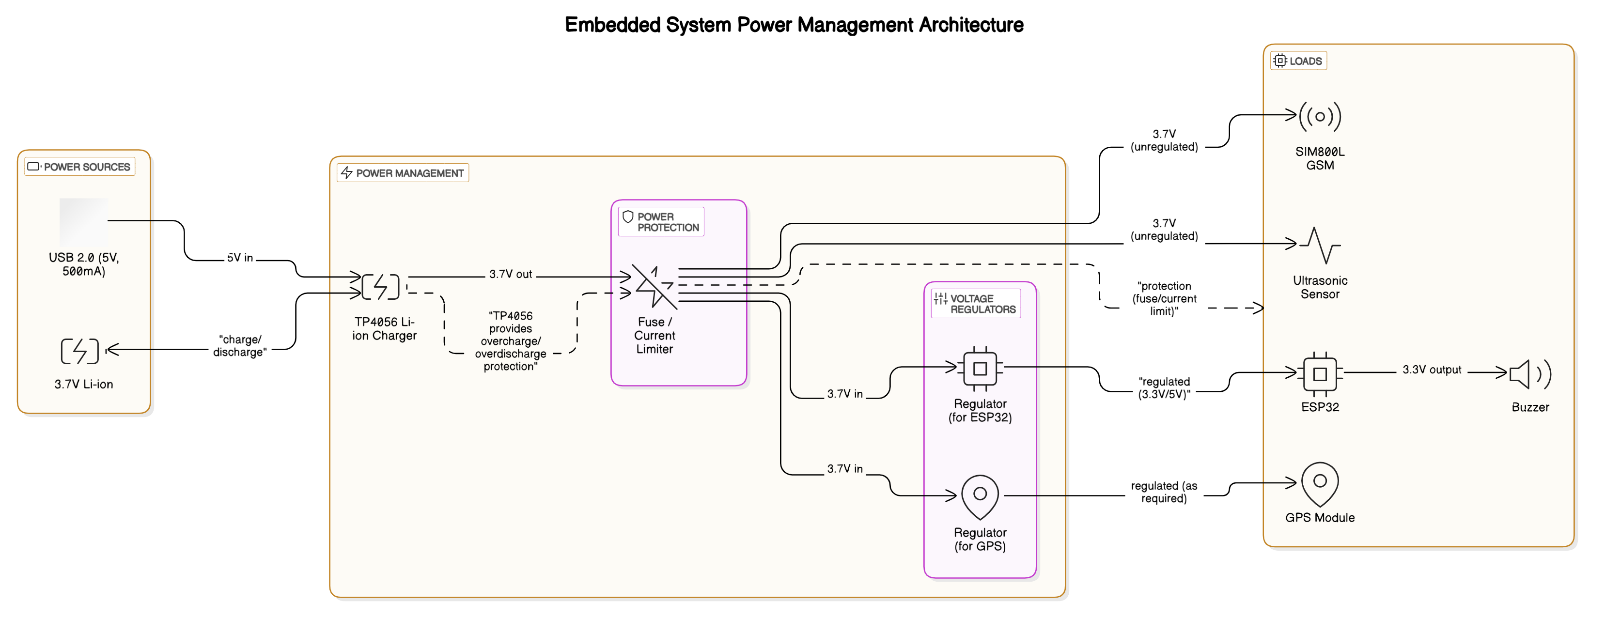 Embedded System Power Management Architecture
POWER SOURCES
USB 2.0 (5V,
500mA)
3.7V Li-ion
5V in
"charge/
discharge"
POWER MANAGEMENT
TP4056 Li-
ion Charger
3.7V out
"TP4056
provides
overcharge/
overdischarge
protection"
POWER
PROTECTION
Fuse /
Current
Limiter
3.7V in
3.7V in
VOLTAGE
REGULATORS
Regulator
(for ESP32)
Regulator
(for GPS)
3.7V
(unregulated)
3.7V
(unregulated)
"protection
(fuse/current
limit)"
"regulated
(3.3V/5V)"
regulated (as
required)
LOADS
SIM800L
GSM
Ultrasonic
Sensor
ESP32
3.3V output
Buzzer
GPS Module